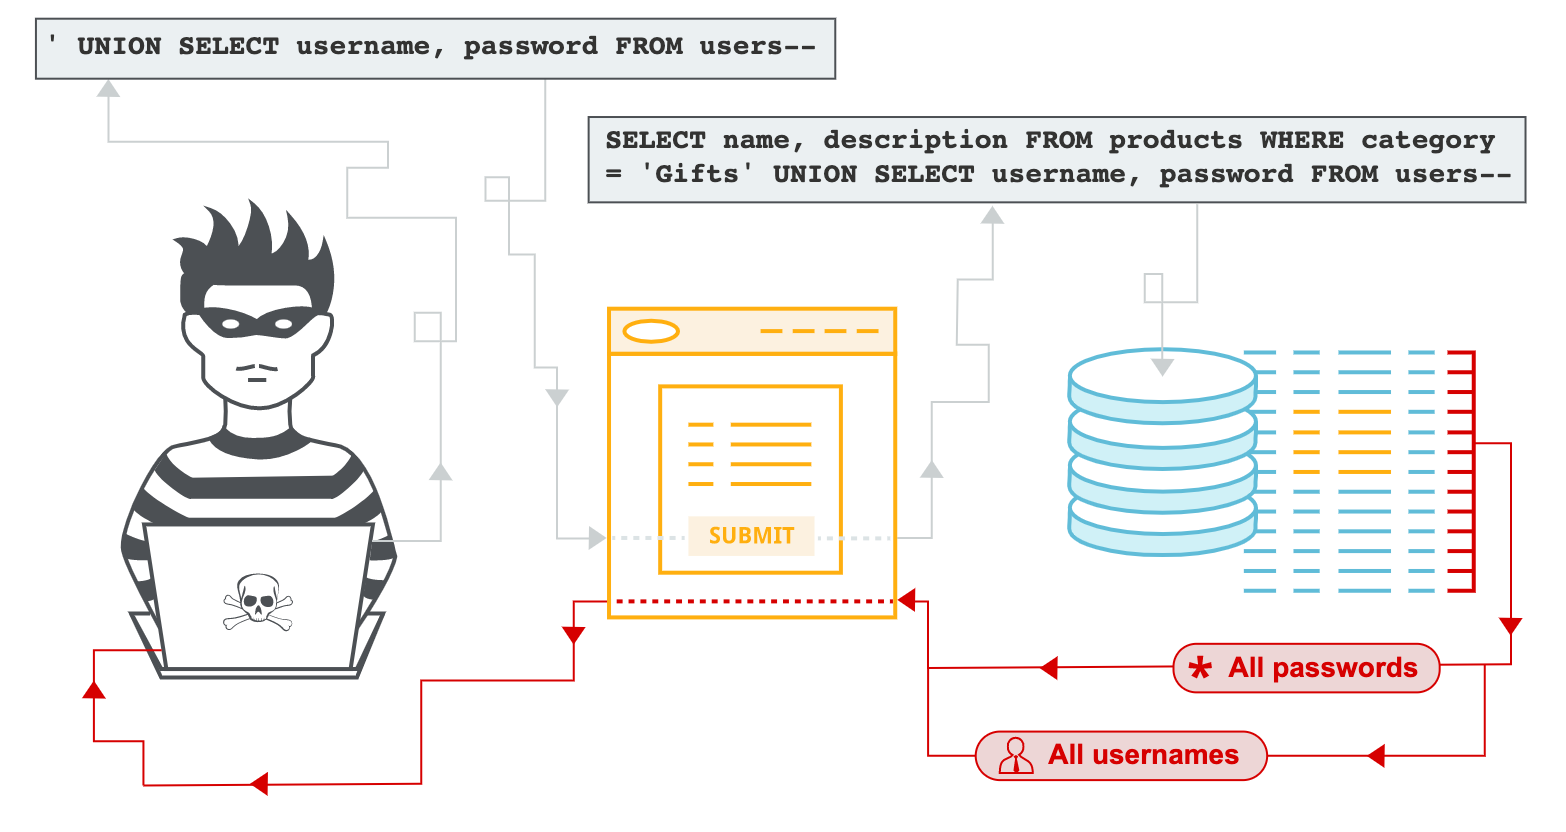 ' UNION SELECT username, password FROM users--
SELECT name, description FROM products WHERE category
= 'Gifts' UNION SELECT username, password FROM users--
SUBMIT
* All passwords
All usernames